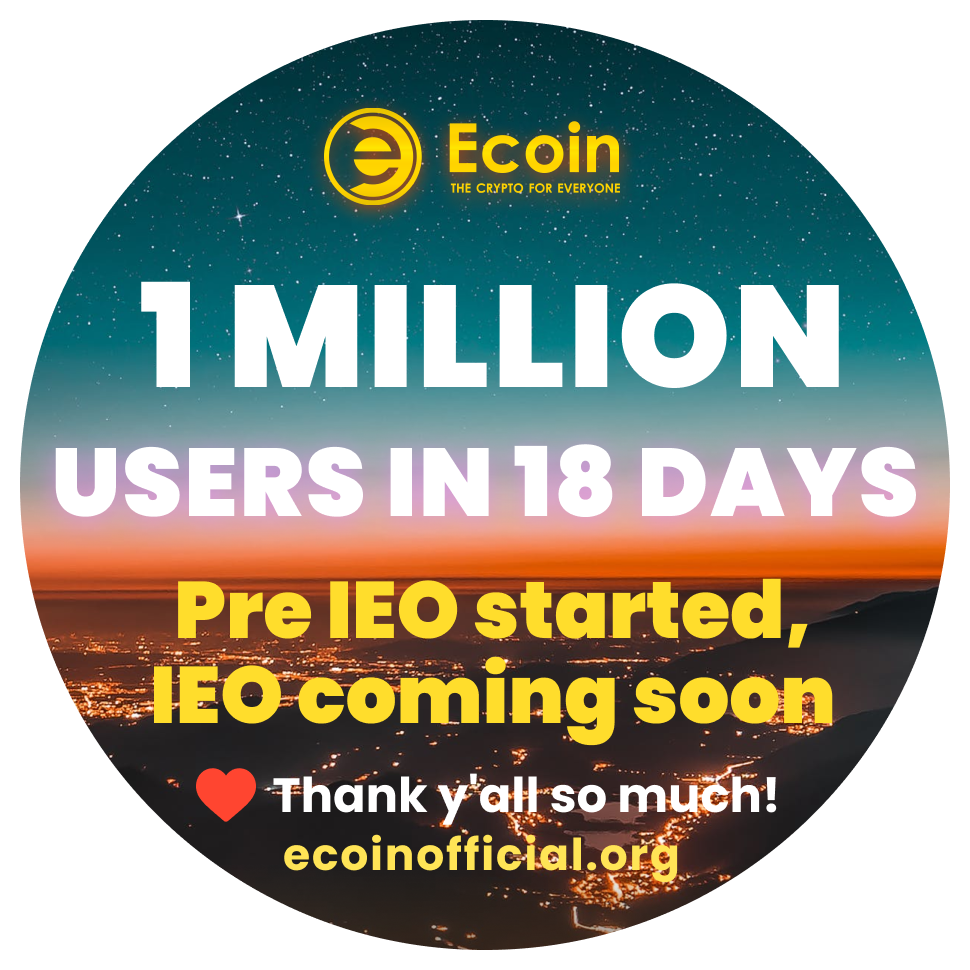 Ecoin
THE CRYPTO FOR EVERYONE
1 MILLION
USERS IN 18 DAYS
Pre IEO started,
IEO coming soon
Thank y'all so much!
ecoinofficial.org